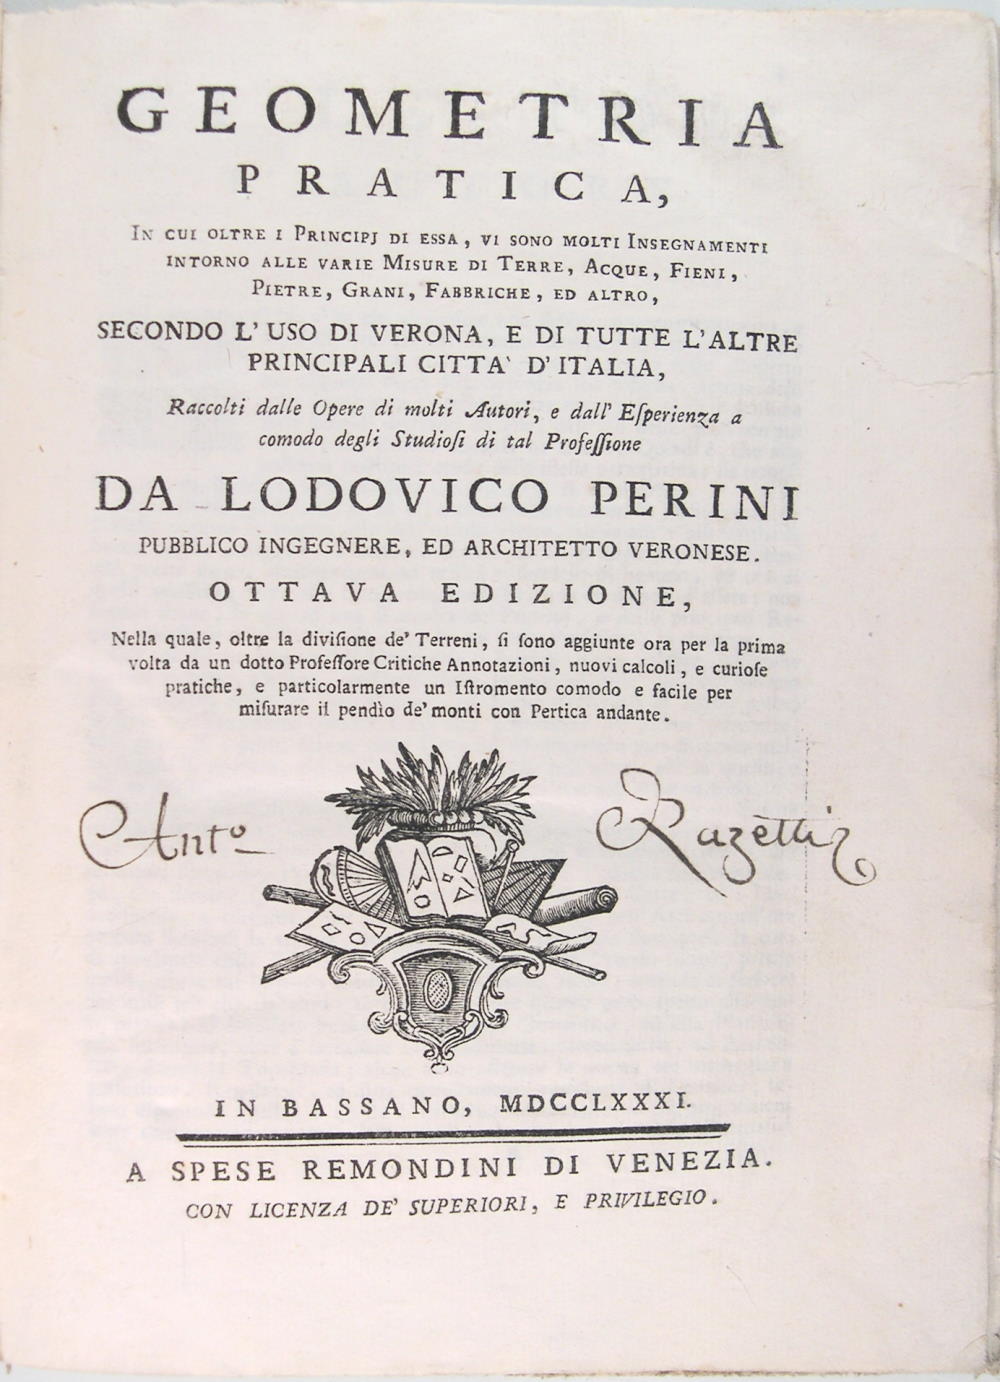 GEOMETRIA
PRATICA,
IN CUI OLTRE I PRINCIPJ DI ESSA, VI SONO MOLTI INSEGNAMENTI
INTORNO ALLE VARIE MISURE DI TERRE, ACQUE, FIENI,
PIETRE, GRANI, FABBRICHE, ED ALTRO,
SECONDO L'USO DI VERONA, E DI TUTTE L'ALTRE
PRINCIPALI CITTA' D'ITALIA,
Raccolti dalle Opere di molti Autori, e dall' Eſperienza a
comodo degli Studioſi di tal Profeſſione
DA LODOVICO PERINI
PUBBLICO INGEGNERE, ED ARCHITETTO VERONESE.
OTTAVA EDIZIONE,
Nella quale, oltre la diviſione de' Terreni, ſi ſono aggiunte ora per la prima
volta da un dotto Profeſſore Critiche Annotazioni, nuovi calcoli, e curioſe
pratiche, e particolarmente un Iſtromento comodo e facile per
miſurare il pendìo de' monti con Pertica andante.
Antº Razetti
IN BASSANO, MDCCLXXXI.
A SPESE REMONDINI DI VENEZIA.
CON LICENZA DE' SUPERIORI, E PRIVILEGIO.